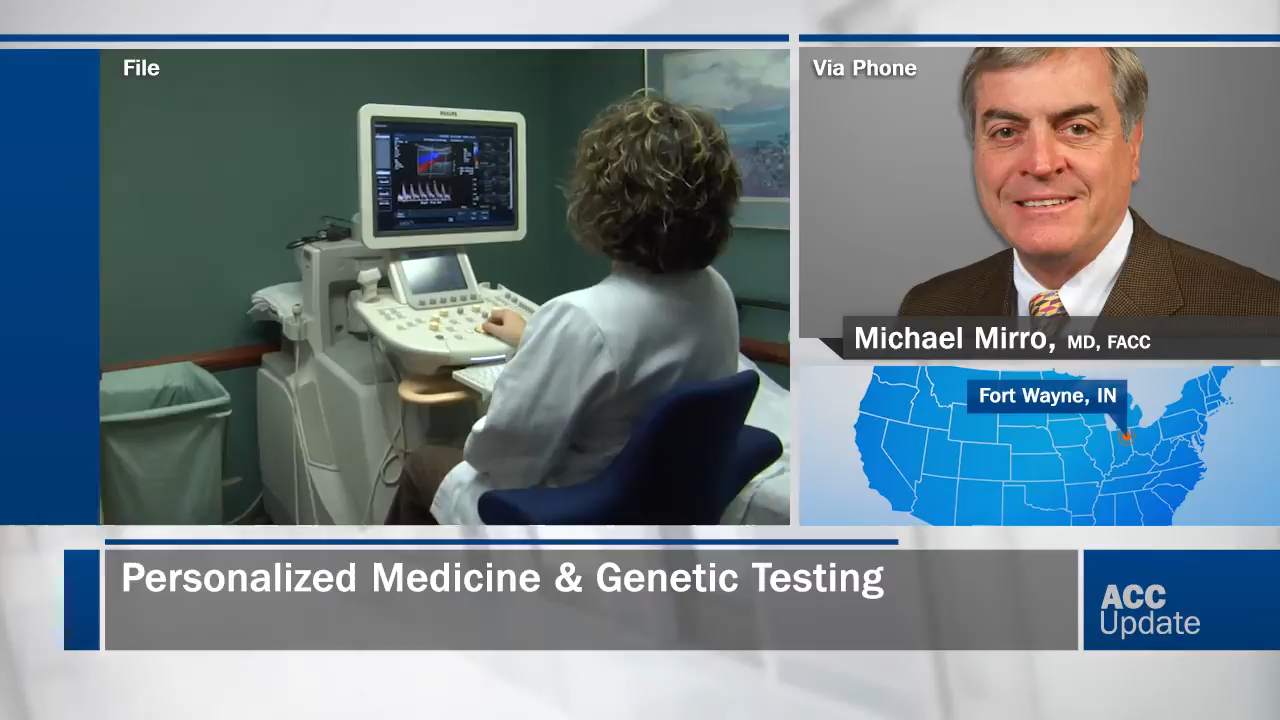 File
PHILIPS
Via Phone
Michael Mirro, MD, FACC
Fort Wayne, IN
Personalized Medicine & Genetic Testing
ACC
Update